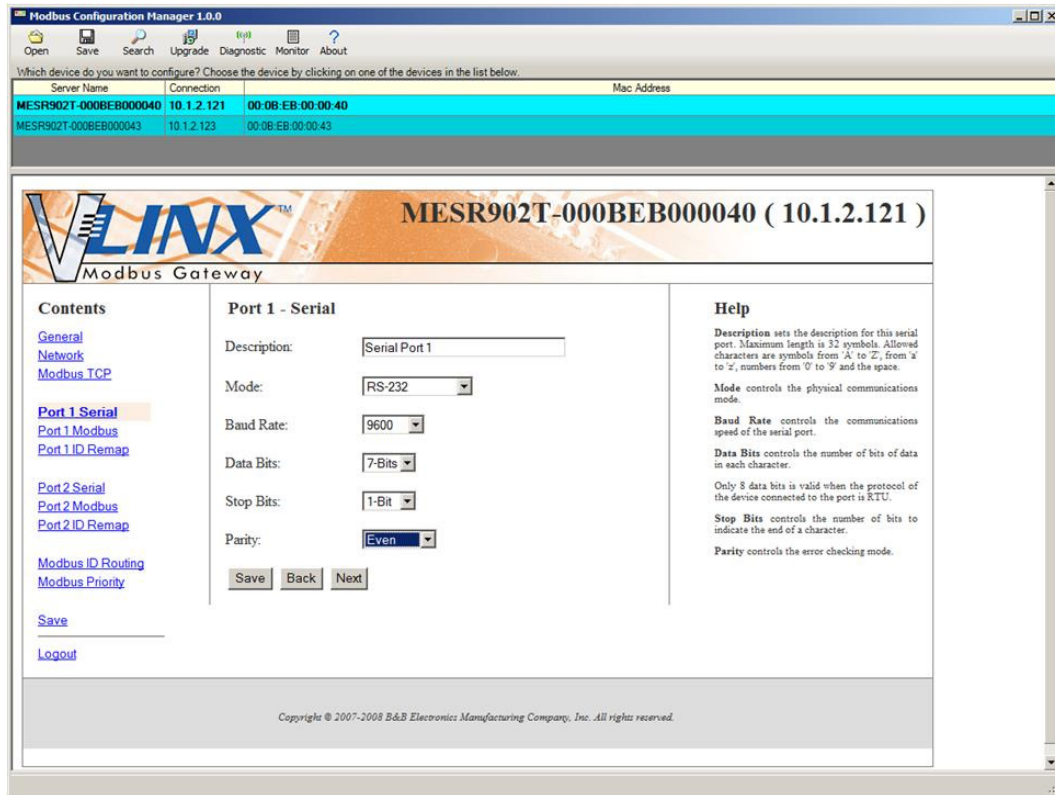 Modbus Configuration Manager 1.0.0
Open Save Search Upgrade Diagnostic Monitor About
Which device do you want to configure? Choose the device by clicking on one of the devices in the list below.
Server Name Connection Mac Address
MESR902T-000BEB000040 10.1.2.121 00:0B:EB:00:00:40
MESR902T-000BEB000043 10.1.2.123 00:0B:EB:00:00:43
VLINX TM
Modbus Gateway
MESR902T-000BEB000040 ( 10.1.2.121 )
Contents
General
Network
Modbus TCP
Port 1 Serial
Port 1 Modbus
Port 1 ID Remap
Port 2 Serial
Port 2 Modbus
Port 2 ID Remap
Modbus ID Routing
Modbus Priority
Save
Logout
Port 1 - Serial
Description: Serial Port 1
Mode: RS-232
Baud Rate: 9600
Data Bits: 7-Bits
Stop Bits: 1-Bit
Parity: Even
Save Back Next
Help
Description sets the description for this serial
port. Maximum length is 32 symbols. Allowed
characters are symbols from 'A' to 'Z', from 'a'
to 'z', numbers from '0' to '9' and the space.
Mode controls the physical communications
mode.
Baud Rate controls the communications
speed of the serial port.
Data Bits controls the number of bits of data
in each character.
Only 8 data bits is valid when the protocol of
the device connected to the port is RTU.
Stop Bits controls the number of bits to
indicate the end of a character.
Parity controls the error checking mode.
Copyright © 2007-2008 B&B Electronics Manufacturing Company, Inc. All rights reserved.